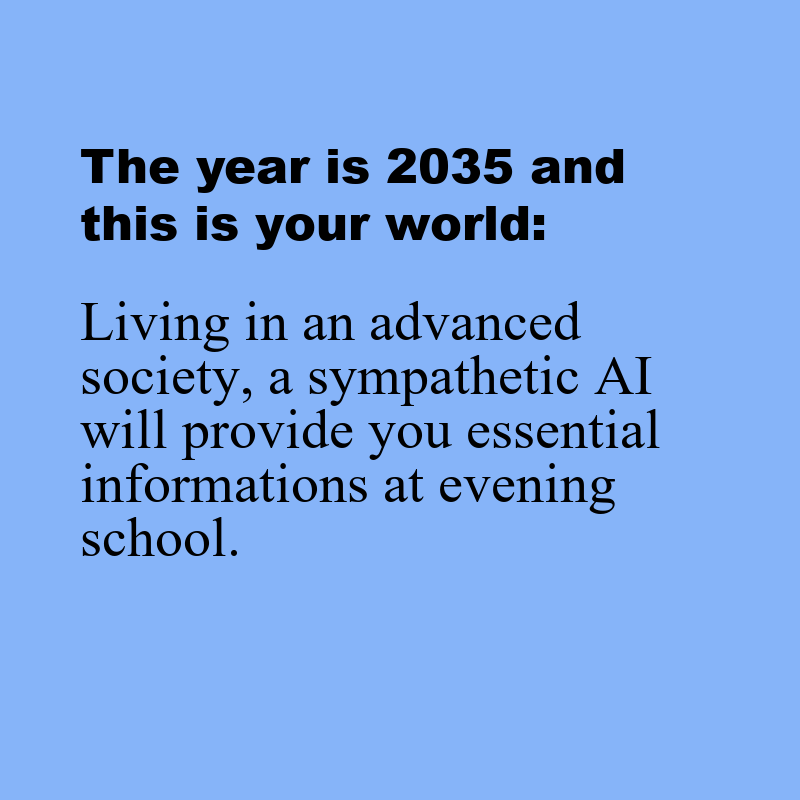 The year is 2035 and
this is your world:
Living in an advanced
society, a sympathetic AI
will provide you essential
informations at evening
school.